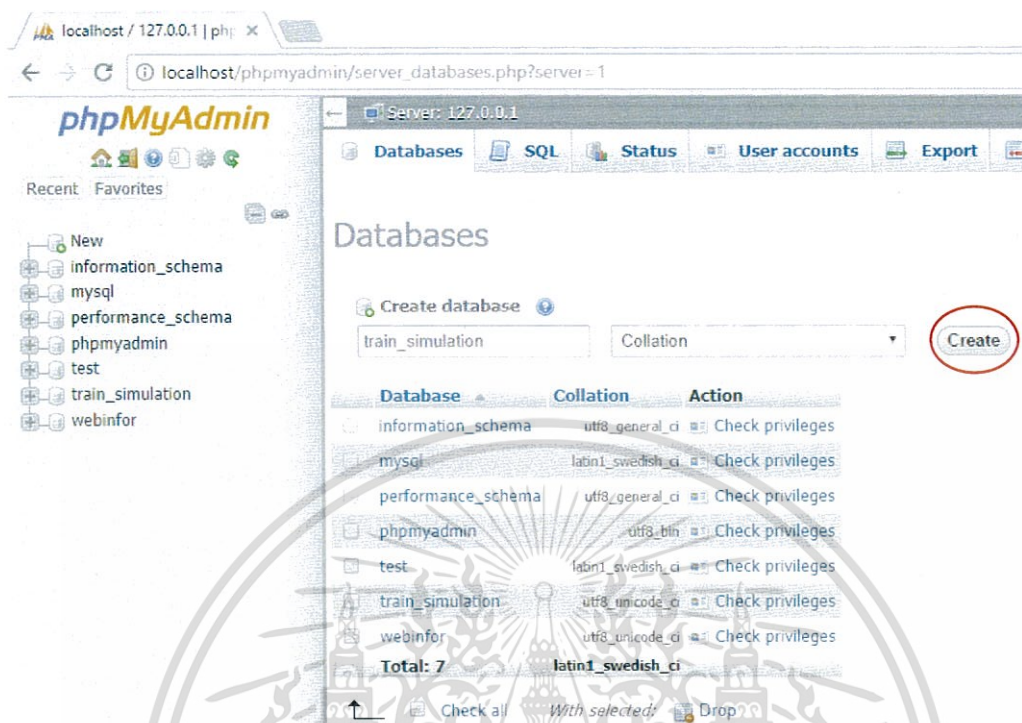 localhost / 127.0.0.1 | php
localhost/phpmyadmin/server_databases.php?server=1
phpMyAdmin
Recent Favorites
New
information_schema
mysql
performance_schema
phpmyadmin
test
train_simulation
webinfor
Server: 127.0.0.1
Databases SQL Status User accounts Export
Databases
Create database
train_simulation Collation Create
Database Collation Action
information_schema utf8_general_ci Check privileges
mysql latin1_swedish_ci Check privileges
performance_schema utf8_general_ci Check privileges
phpmyadmin utf8_bin Check privileges
test latin1_swedish_ci Check privileges
train_simulation utf8_unicode_ci Check privileges
webinfor utf8_unicode_ci Check privileges
Total: 7 latin1_swedish_ci
Check all With selected: Drop